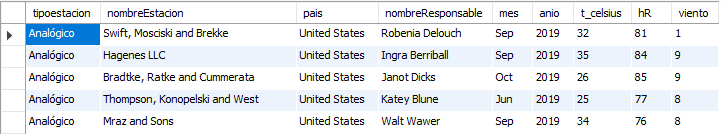 tipoestacion nombreEstacion pais nombreResponsable mes anio t_celsius hR viento
Analógico Swift, Mosciski and Brekke United States Robenia Delouch Sep 2019 32 81 1
Analógico Hagenes LLC United States Ingra Berriball Sep 2019 35 84 9
Analógico Bradtke, Ratke and Cummerata United States Janot Dicks Oct 2019 26 85 9
Analógico Thompson, Konopelski and West United States Katey Blune Jun 2019 25 77 8
Analógico Mraz and Sons United States Walt Wawer Sep 2019 34 76 8